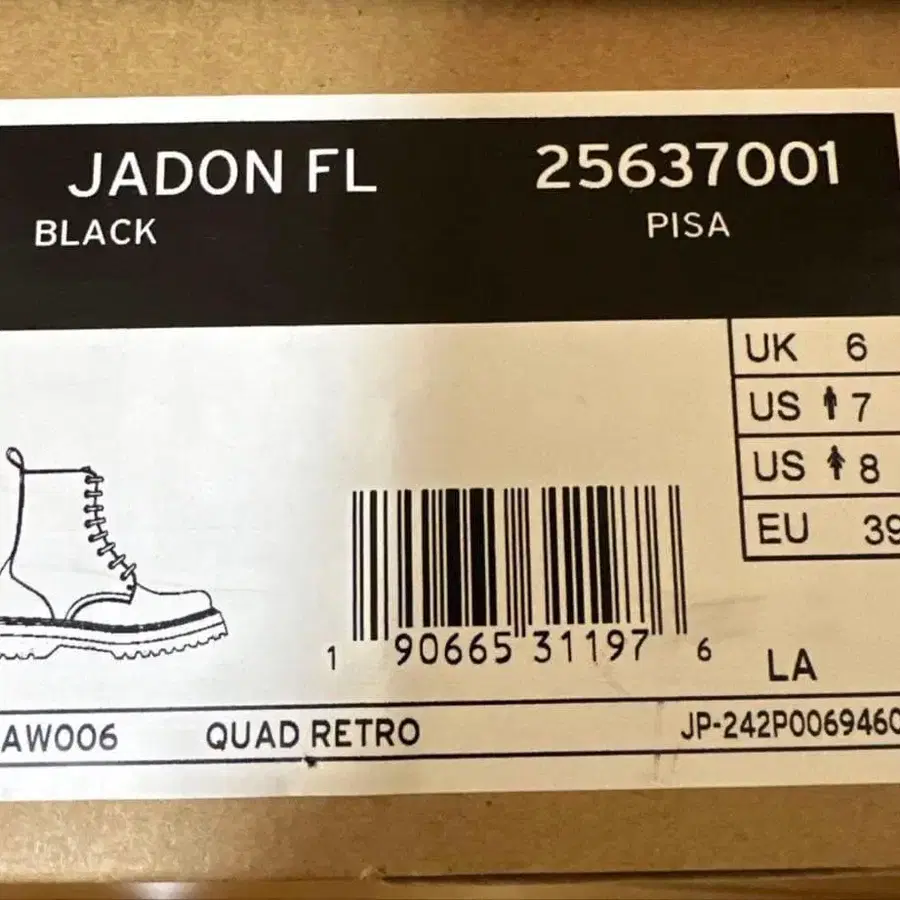 JADON FL 25637001
BLACK PISA
UK 6
US 7
US 8
EU 39
1 90665 31197 6
LA
AW006 QUAD RETRO JP-242P0069460